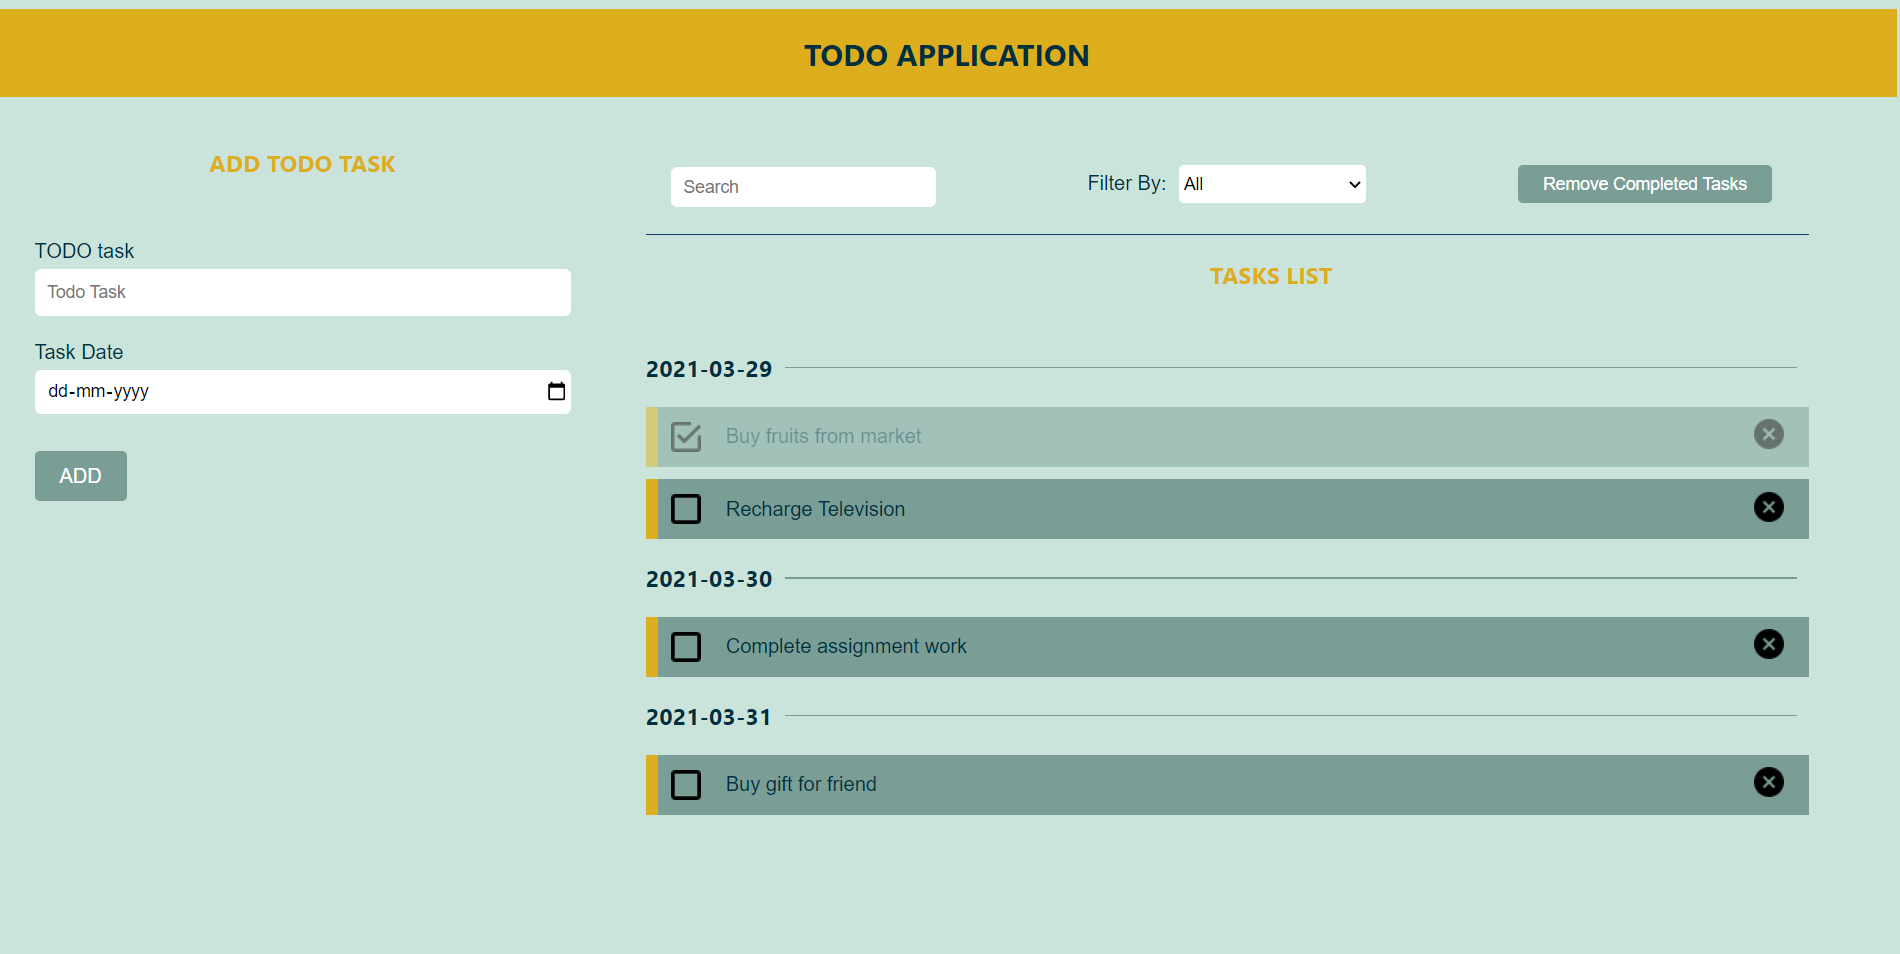 TODO APPLICATION
ADD TODO TASK
TODO task
Todo Task
Task Date
dd-mm-yyyy
ADD
Search
Filter By: All
Remove Completed Tasks
TASKS LIST
2021-03-29
Buy fruits from market
Recharge Television
2021-03-30
Complete assignment work
2021-03-31
Buy gift for friend